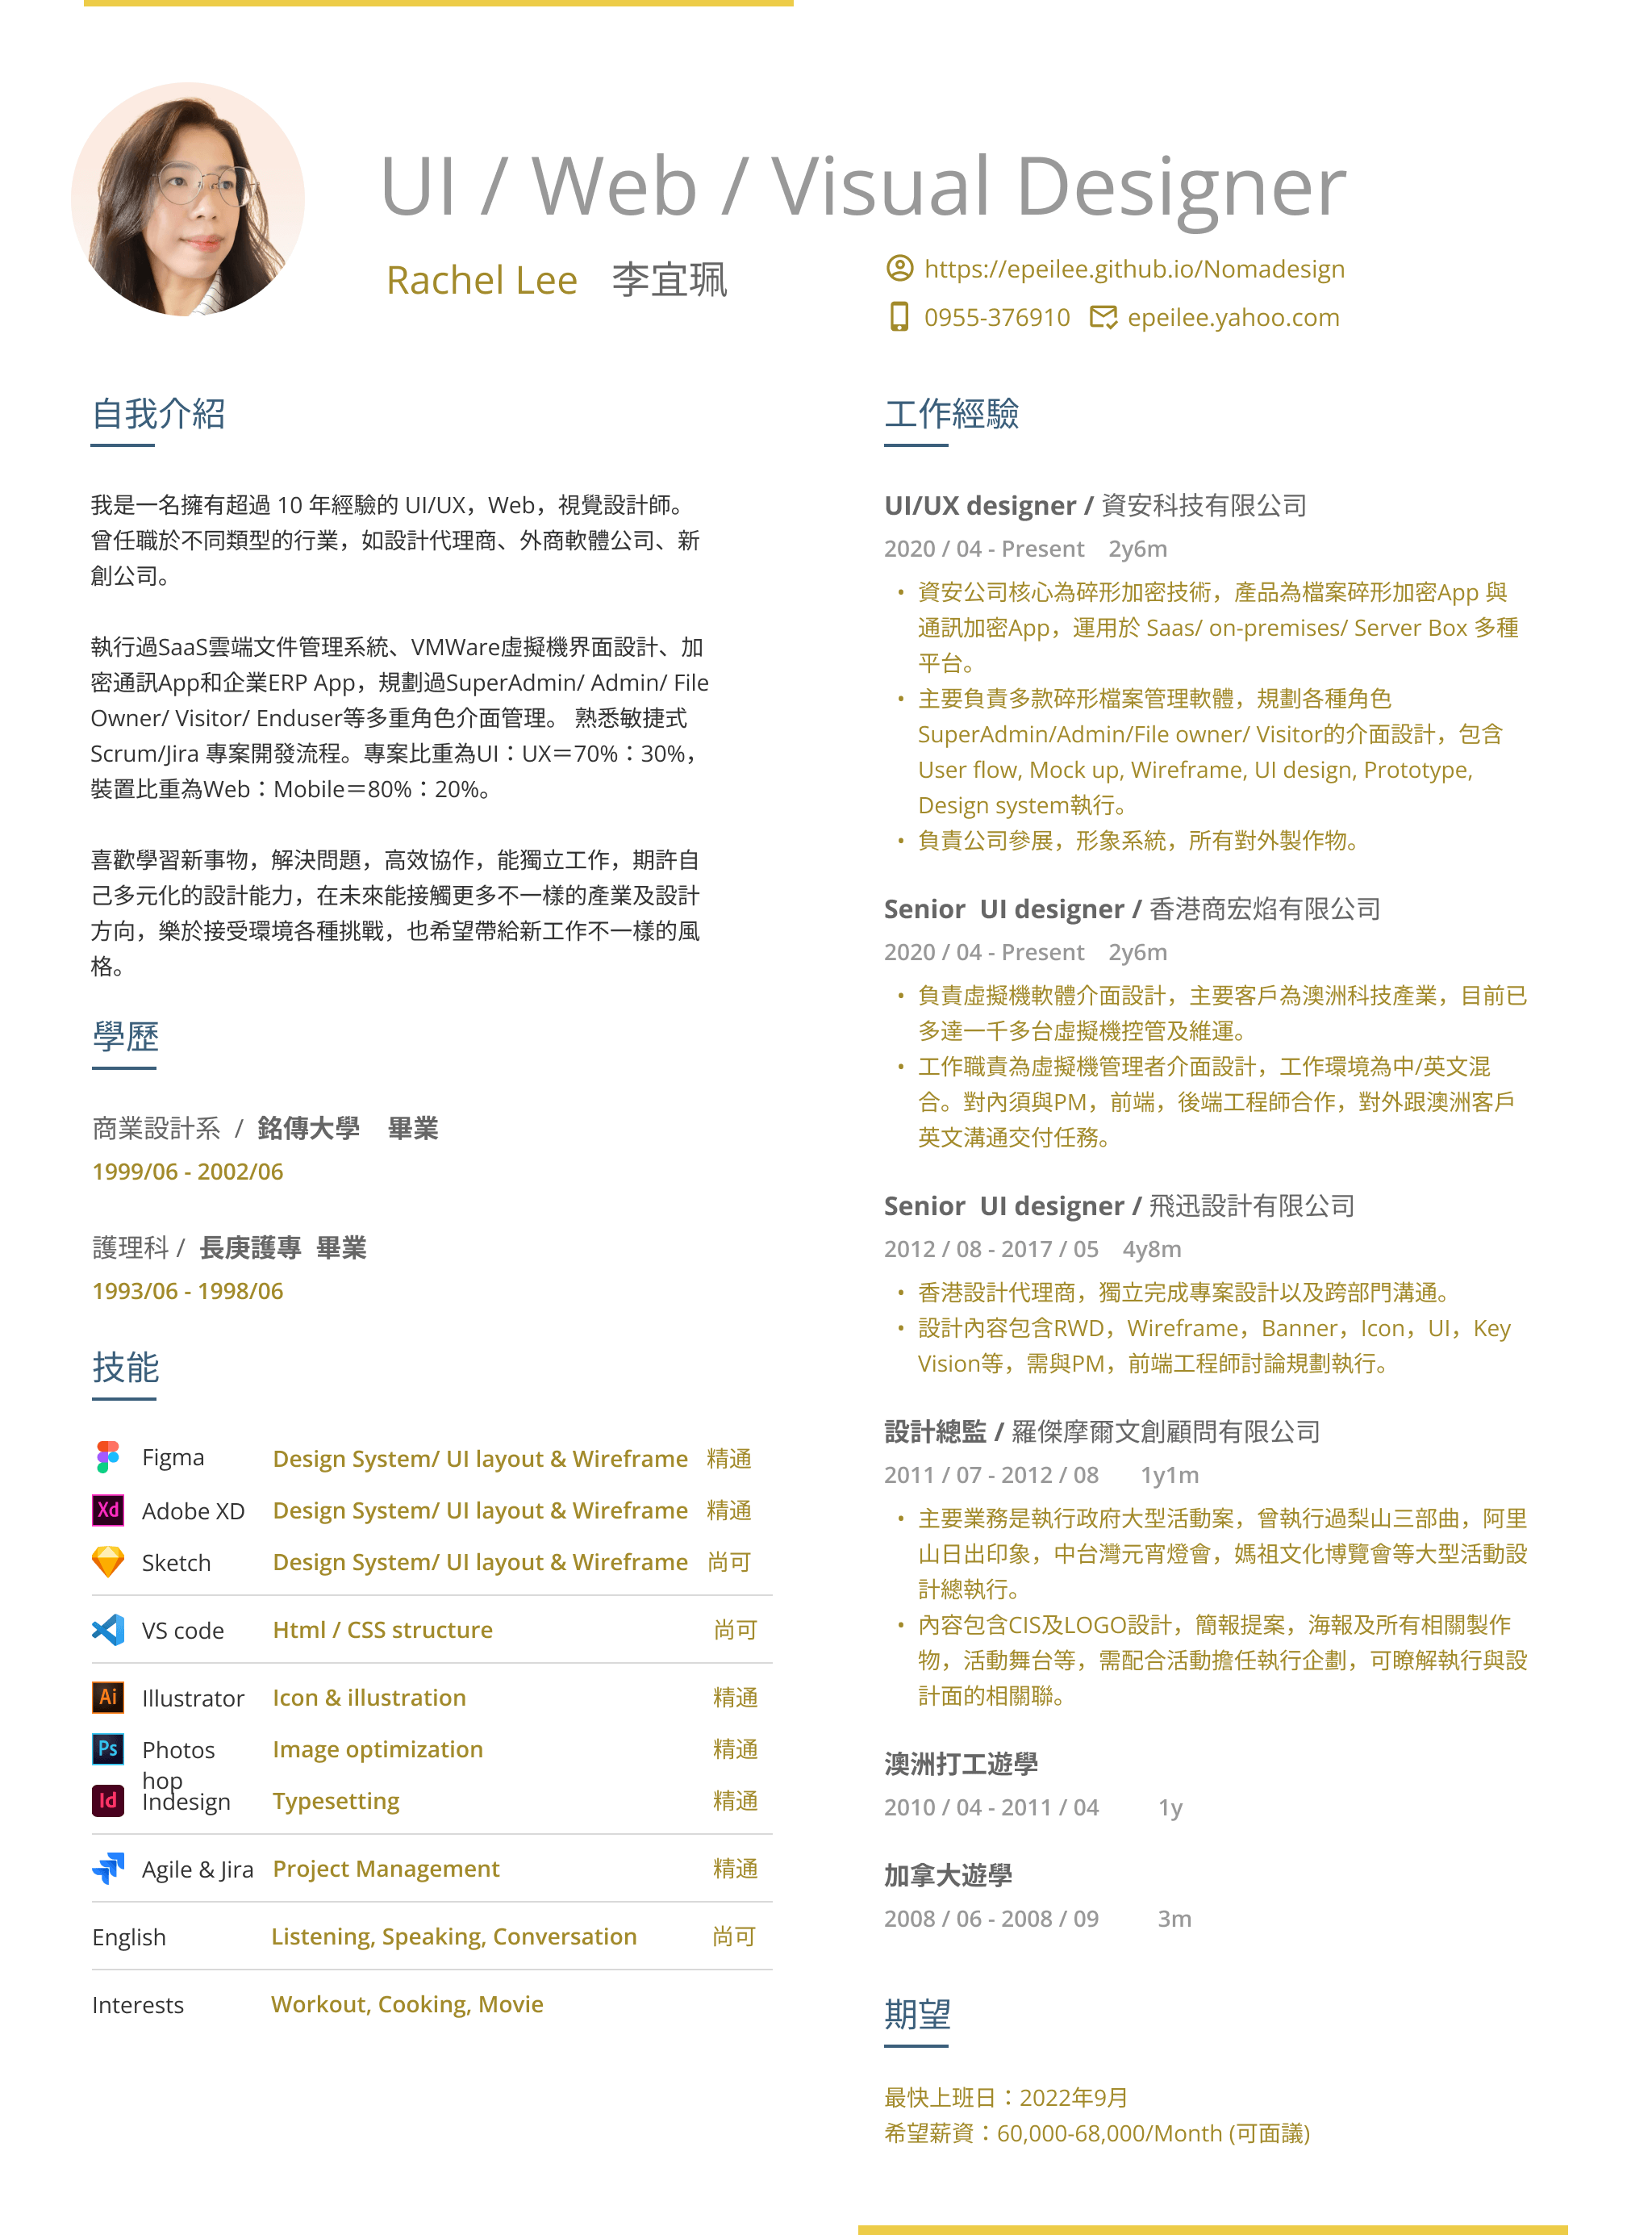 UI / Web / Visual Designer
Rachel Lee 李宜珮
https://epeilee.github.io/Nomadesign
0955-376910 epeilee.yahoo.com
自我介紹
我是一名擁有超過 10 年經驗的 UI/UX，Web，視覺設計師。
曾任職於不同類型的行業，如設計代理商、外商軟體公司、新
創公司。
執行過SaaS雲端文件管理系統、VMWare虛擬機界面設計、加
密通訊App和企業ERP App，規劃過SuperAdmin/ Admin/ File
Owner/ Visitor/ Enduser等多重角色介面管理。 熟悉敏捷式
Scrum/Jira 專案開發流程。專案比重為UI：UX＝70%：30%，
裝置比重為Web：Mobile＝80%：20%。
喜歡學習新事物，解決問題，高效協作，能獨立工作，期許自
己多元化的設計能力，在未來能接觸更多不一樣的產業及設計
方向，樂於接受環境各種挑戰，也希望帶給新工作不一樣的風
格。
學歷
商業設計系 / 銘傳大學 畢業
1999/06 - 2002/06
護理科 / 長庚護專 畢業
1993/06 - 1998/06
技能
Figma Design System/ UI layout & Wireframe 精通
Xd Adobe XD Design System/ UI layout & Wireframe 精通
Sketch Design System/ UI layout & Wireframe 尚可
VS code Html / CSS structure 尚可
Ai Illustrator Icon & illustration 精通
Ps Photos Image optimization 精通
hop
Id Indesign Typesetting 精通
Agile & Jira Project Management 精通
English Listening, Speaking, Conversation 尚可
Interests Workout, Cooking, Movie
工作經驗
UI/UX designer / 資安科技有限公司
2020 / 04 - Present 2y6m
• 資安公司核心為碎形加密技術，產品為檔案碎形加密App 與
通訊加密App，運用於 Saas/ on-premises/ Server Box 多種
平台。
• 主要負責多款碎形檔案管理軟體，規劃各種角色
SuperAdmin/Admin/File owner/ Visitor的介面設計，包含
User flow, Mock up, Wireframe, UI design, Prototype,
Design system執行。
• 負責公司參展，形象系統，所有對外製作物。
Senior UI designer / 香港商宏焰有限公司
2020 / 04 - Present 2y6m
• 負責虛擬機軟體介面設計，主要客戶為澳洲科技產業，目前已
多達一千多台虛擬機控管及維運。
• 工作職責為虛擬機管理者介面設計，工作環境為中/英文混
合。對內須與PM，前端，後端工程師合作，對外跟澳洲客戶
英文溝通交付任務。
Senior UI designer / 飛迅設計有限公司
2012 / 08 - 2017 / 05 4y8m
• 香港設計代理商，獨立完成專案設計以及跨部門溝通。
• 設計內容包含RWD，Wireframe，Banner，Icon，UI，Key
Vision等，需與PM，前端工程師討論規劃執行。
設計總監 / 羅傑摩爾文創顧問有限公司
2011 / 07 - 2012 / 08 1y1m
• 主要業務是執行政府大型活動案，曾執行過梨山三部曲，阿里
山日出印象，中台灣元宵燈會，媽祖文化博覽會等大型活動設
計總執行。
• 內容包含CIS及LOGO設計，簡報提案，海報及所有相關製作
物，活動舞台等，需配合活動擔任執行企劃，可瞭解執行與設
計面的相關聯。
澳洲打工遊學
2010 / 04 - 2011 / 04 1y
加拿大遊學
2008 / 06 - 2008 / 09 3m
期望
最快上班日：2022年9月
希望薪資：60,000-68,000/Month (可面議)